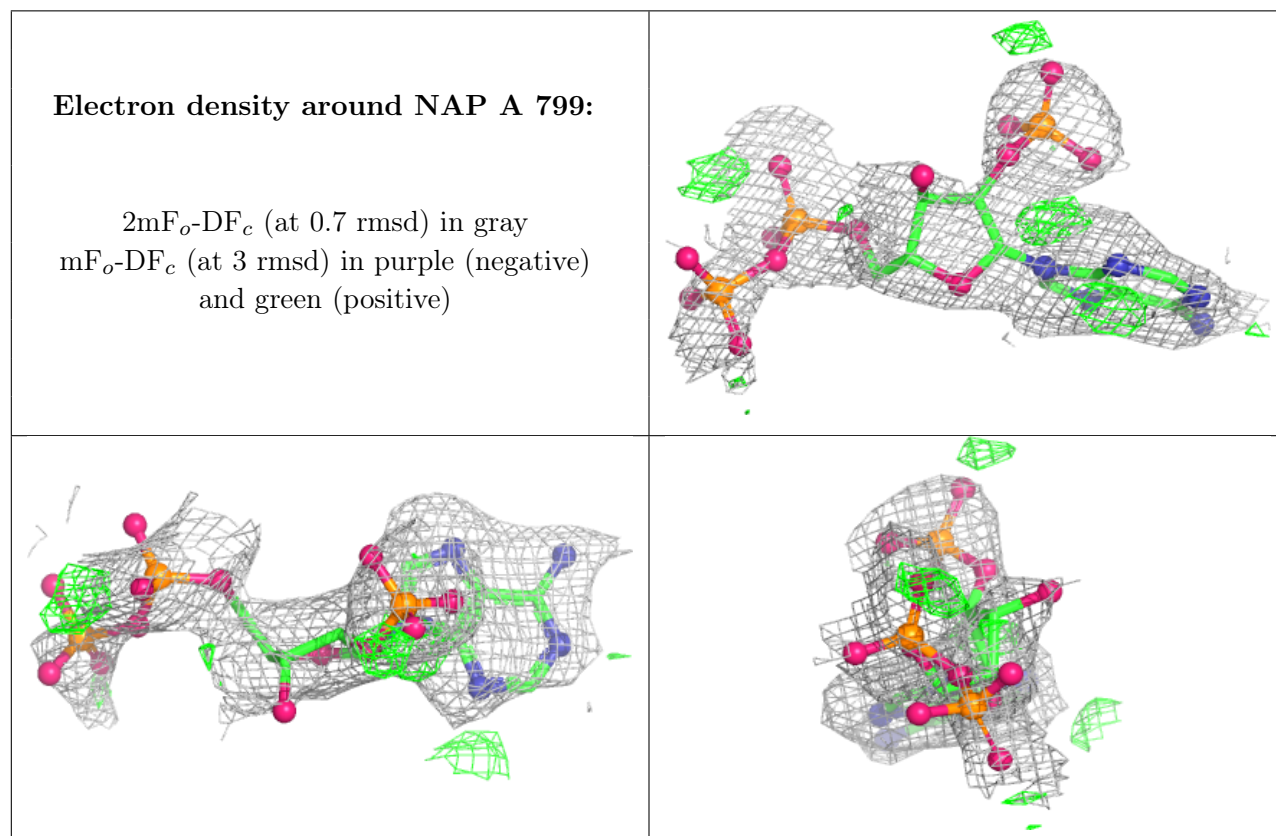 Electron density around NAP A 799:
2mFo-DFc (at 0.7 rmsd) in gray
mFo-DFc (at 3 rmsd) in purple (negative)
and green (positive)